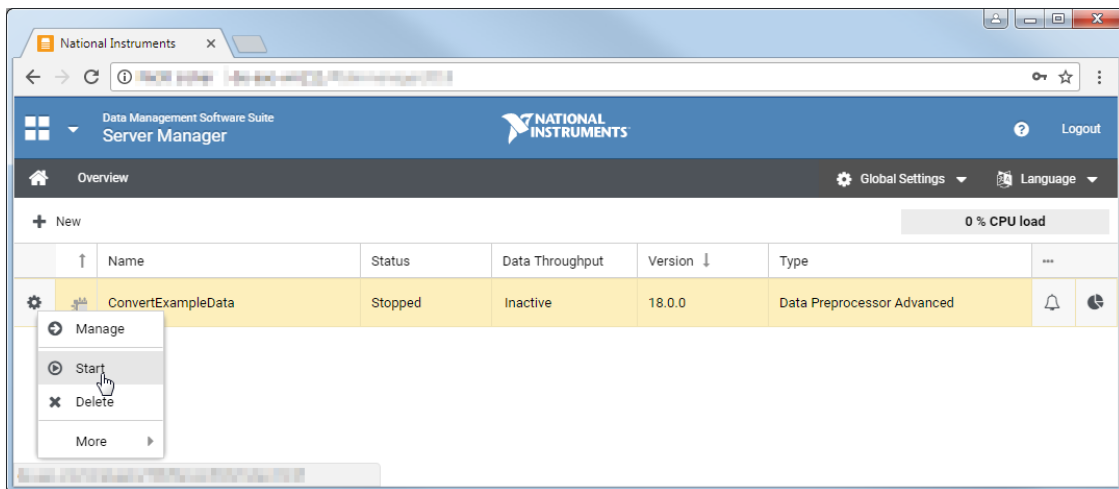 National Instruments
Data Management Software Suite
Server Manager
NATIONAL INSTRUMENTS
Logout
Overview
Global Settings
Language
New
0 % CPU load
Name Status Data Throughput Version Type
ConvertExampleData Stopped Inactive 18.0.0 Data Preprocessor Advanced
Manage
Start
Delete
More